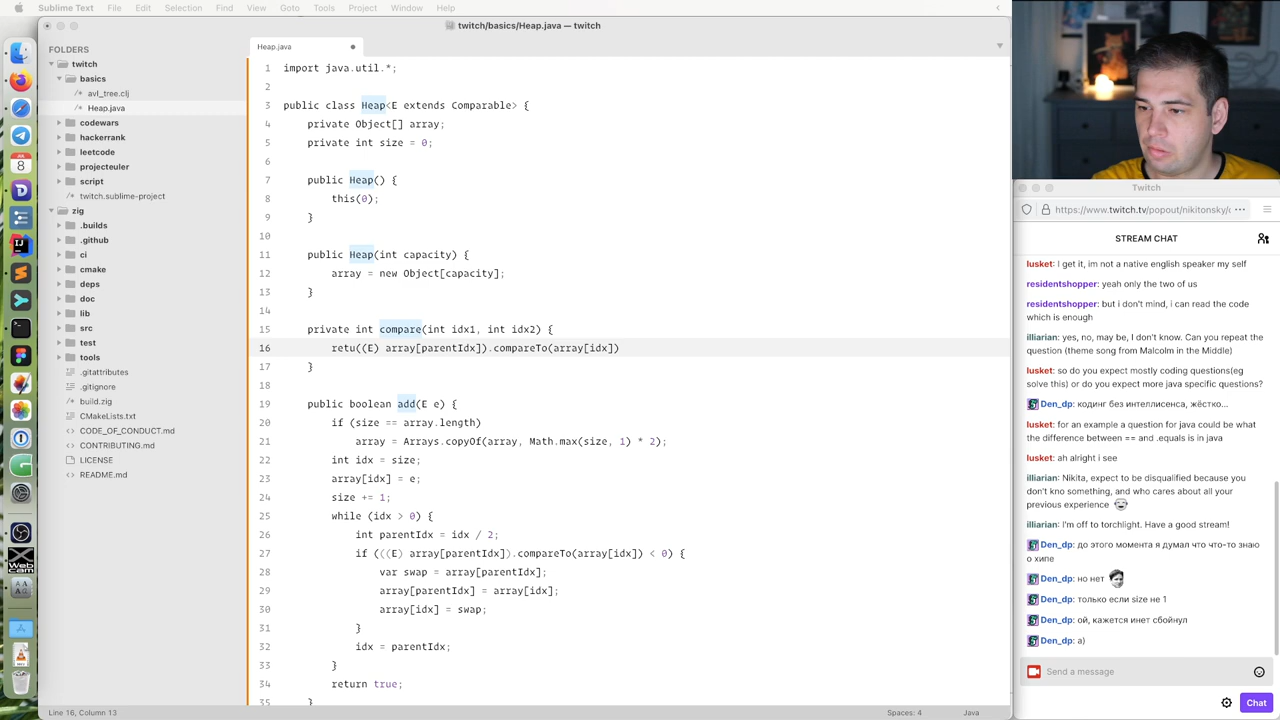 Sublime Text File Edit Selection Find View Goto Tools Project Window Help
twitch/basics/Heap.java — twitch
FOLDERS
twitch
basics
avl_tree.clj
Heap.java
codewars
hackerrank
leetcode
projecteuler
script
twitch.sublime-project
zig
.builds
.github
ci
cmake
deps
doc
lib
src
test
tools
.gitattributes
.gitignore
build.zig
CMakeLists.txt
CODE_OF_CONDUCT.md
CONTRIBUTING.md
LICENSE
README.md
Heap.java
1 import java.util.*;
2
3 public class Heap<E extends Comparable> {
4 private Object[] array;
5 private int size = 0;
6
7 public Heap() {
8 this(0);
9 }
10
11 public Heap(int capacity) {
12 array = new Object[capacity];
13 }
14
15 private int compare(int idx1, int idx2) {
16 retu((E) array[parentIdx]).compareTo(array[idx])
17 }
18
19 public boolean add(E e) {
20 if (size == array.length)
21 array = Arrays.copyOf(array, Math.max(size, 1) * 2);
22 int idx = size;
23 array[idx] = e;
24 size += 1;
25 while (idx > 0) {
26 int parentIdx = idx / 2;
27 if (((E) array[parentIdx]).compareTo(array[idx]) < 0) {
28 var swap = array[parentIdx];
29 array[parentIdx] = array[idx];
30 array[idx] = swap;
31 }
32 idx = parentIdx;
33 }
34 return true;
35 }
Line 16, Column 13
Spaces: 4
Java
Twitch
https://www.twitch.tv/popout/nikitonsky/
STREAM CHAT
lusket: I get it, im not a native english speaker my self
residentshopper: yeah only the two of us
residentshopper: but i don't mind, i can read the code
which is enough
illiarian: yes, no, may be, I don't know. Can you repeat the
question (theme song from Malcolm in the Middle)
lusket: so do you expect mostly coding questions(eg
solve this) or do you expect more java specific questions?
Den_dp: кодинг без интеллисенса, жёстко...
lusket: for an example a question for java could be what
the difference between == and .equals is in java
lusket: ah alright i see
illiarian: Nikita, expect to be disqualified because you
don't kno something, and who cares about all your
previous experience
illiarian: I'm off to torchlight. Have a good stream!
Den_dp: до этого момента я думал что что-то знаю
о хипе
Den_dp: но нет
Den_dp: только если size не 1
Den_dp: ой, кажется инет сбойнул
Den_dp: а)
Send a message
Chat